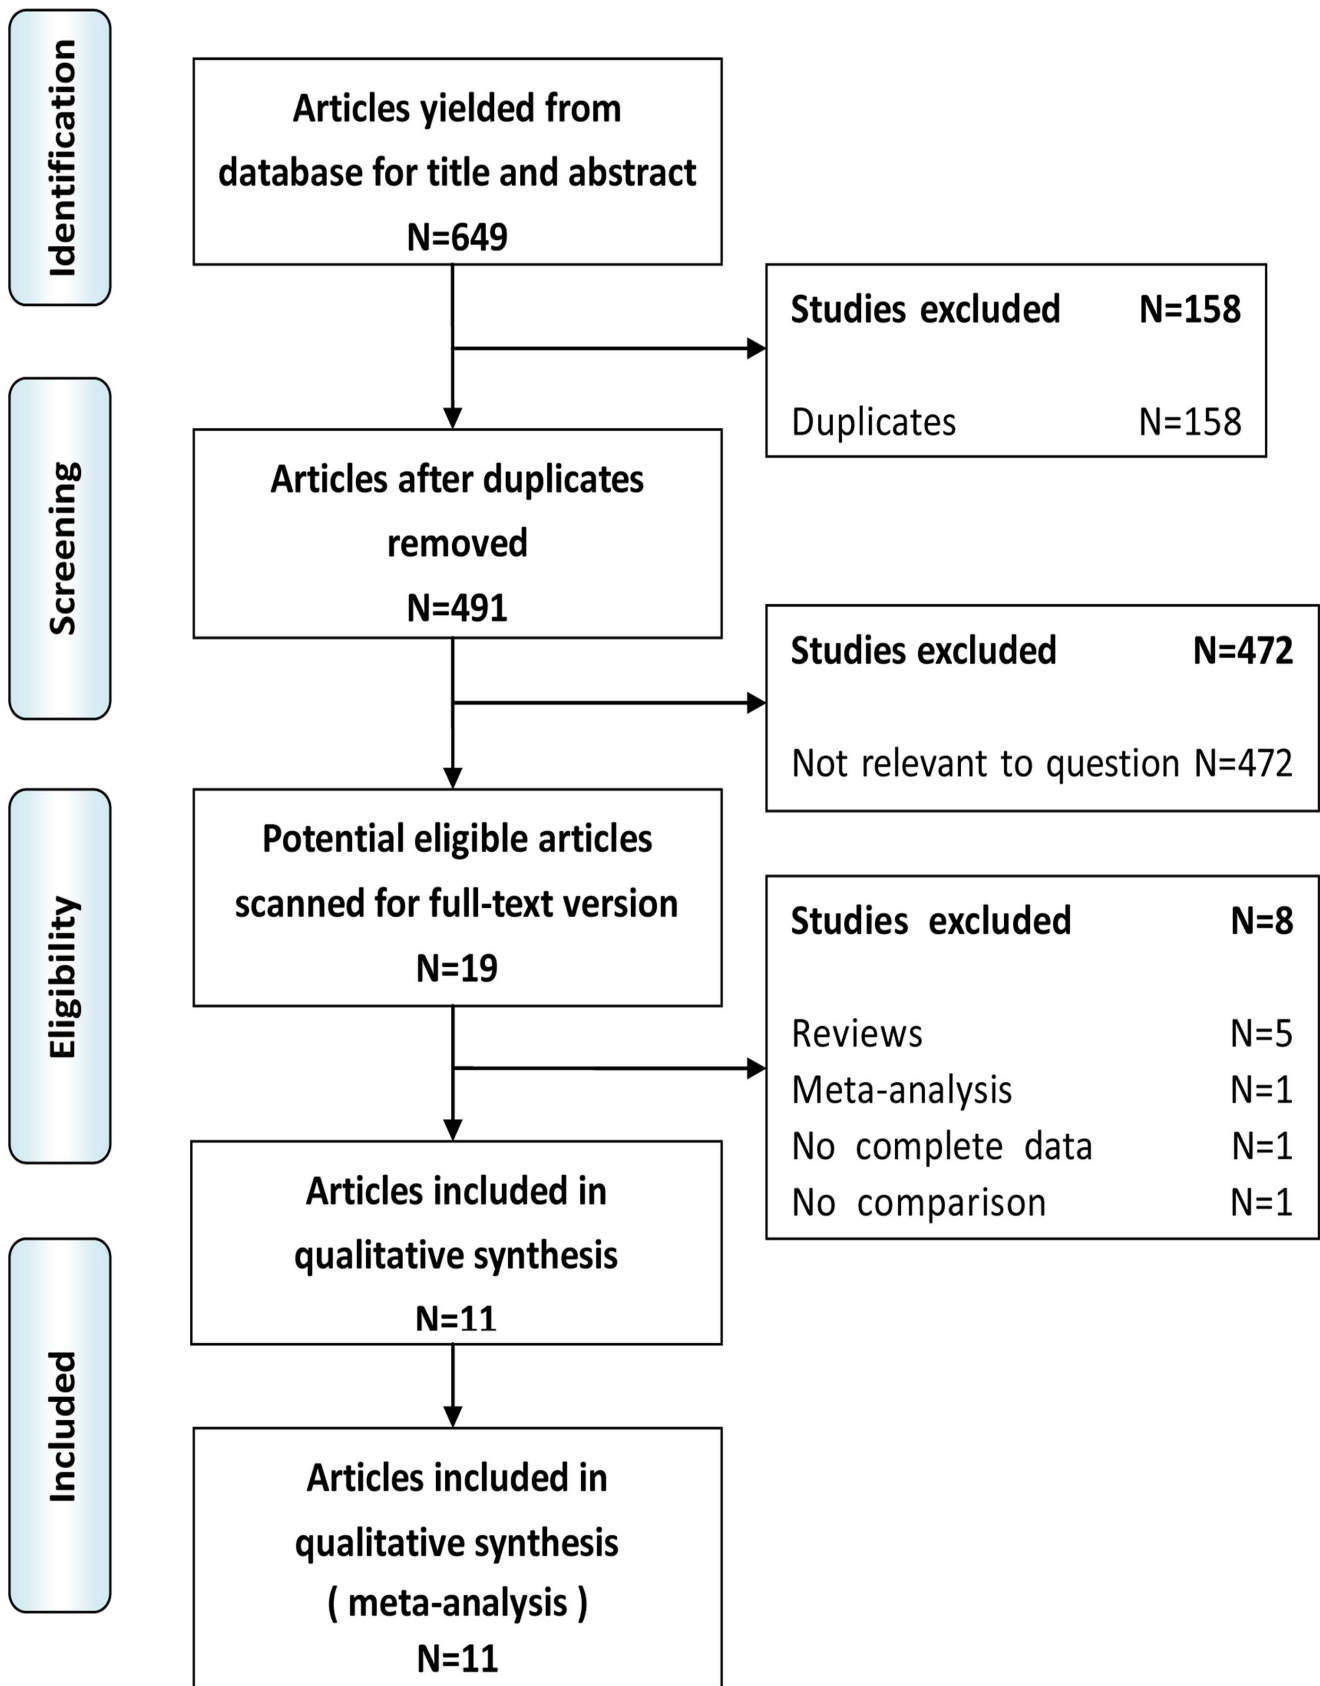 Identification
Articles yielded from
database for title and abstract
N=649
Studies excluded N=158
Duplicates N=158
Screening
Articles after duplicates
removed
N=491
Studies excluded N=472
Not relevant to question N=472
Eligibility
Potential eligible articles
scanned for full-text version
N=19
Studies excluded N=8
Reviews N=5
Meta-analysis N=1
No complete data N=1
No comparison N=1
Articles included in
qualitative synthesis
N=11
Included
Articles included in
qualitative synthesis
( meta-analysis )
N=11